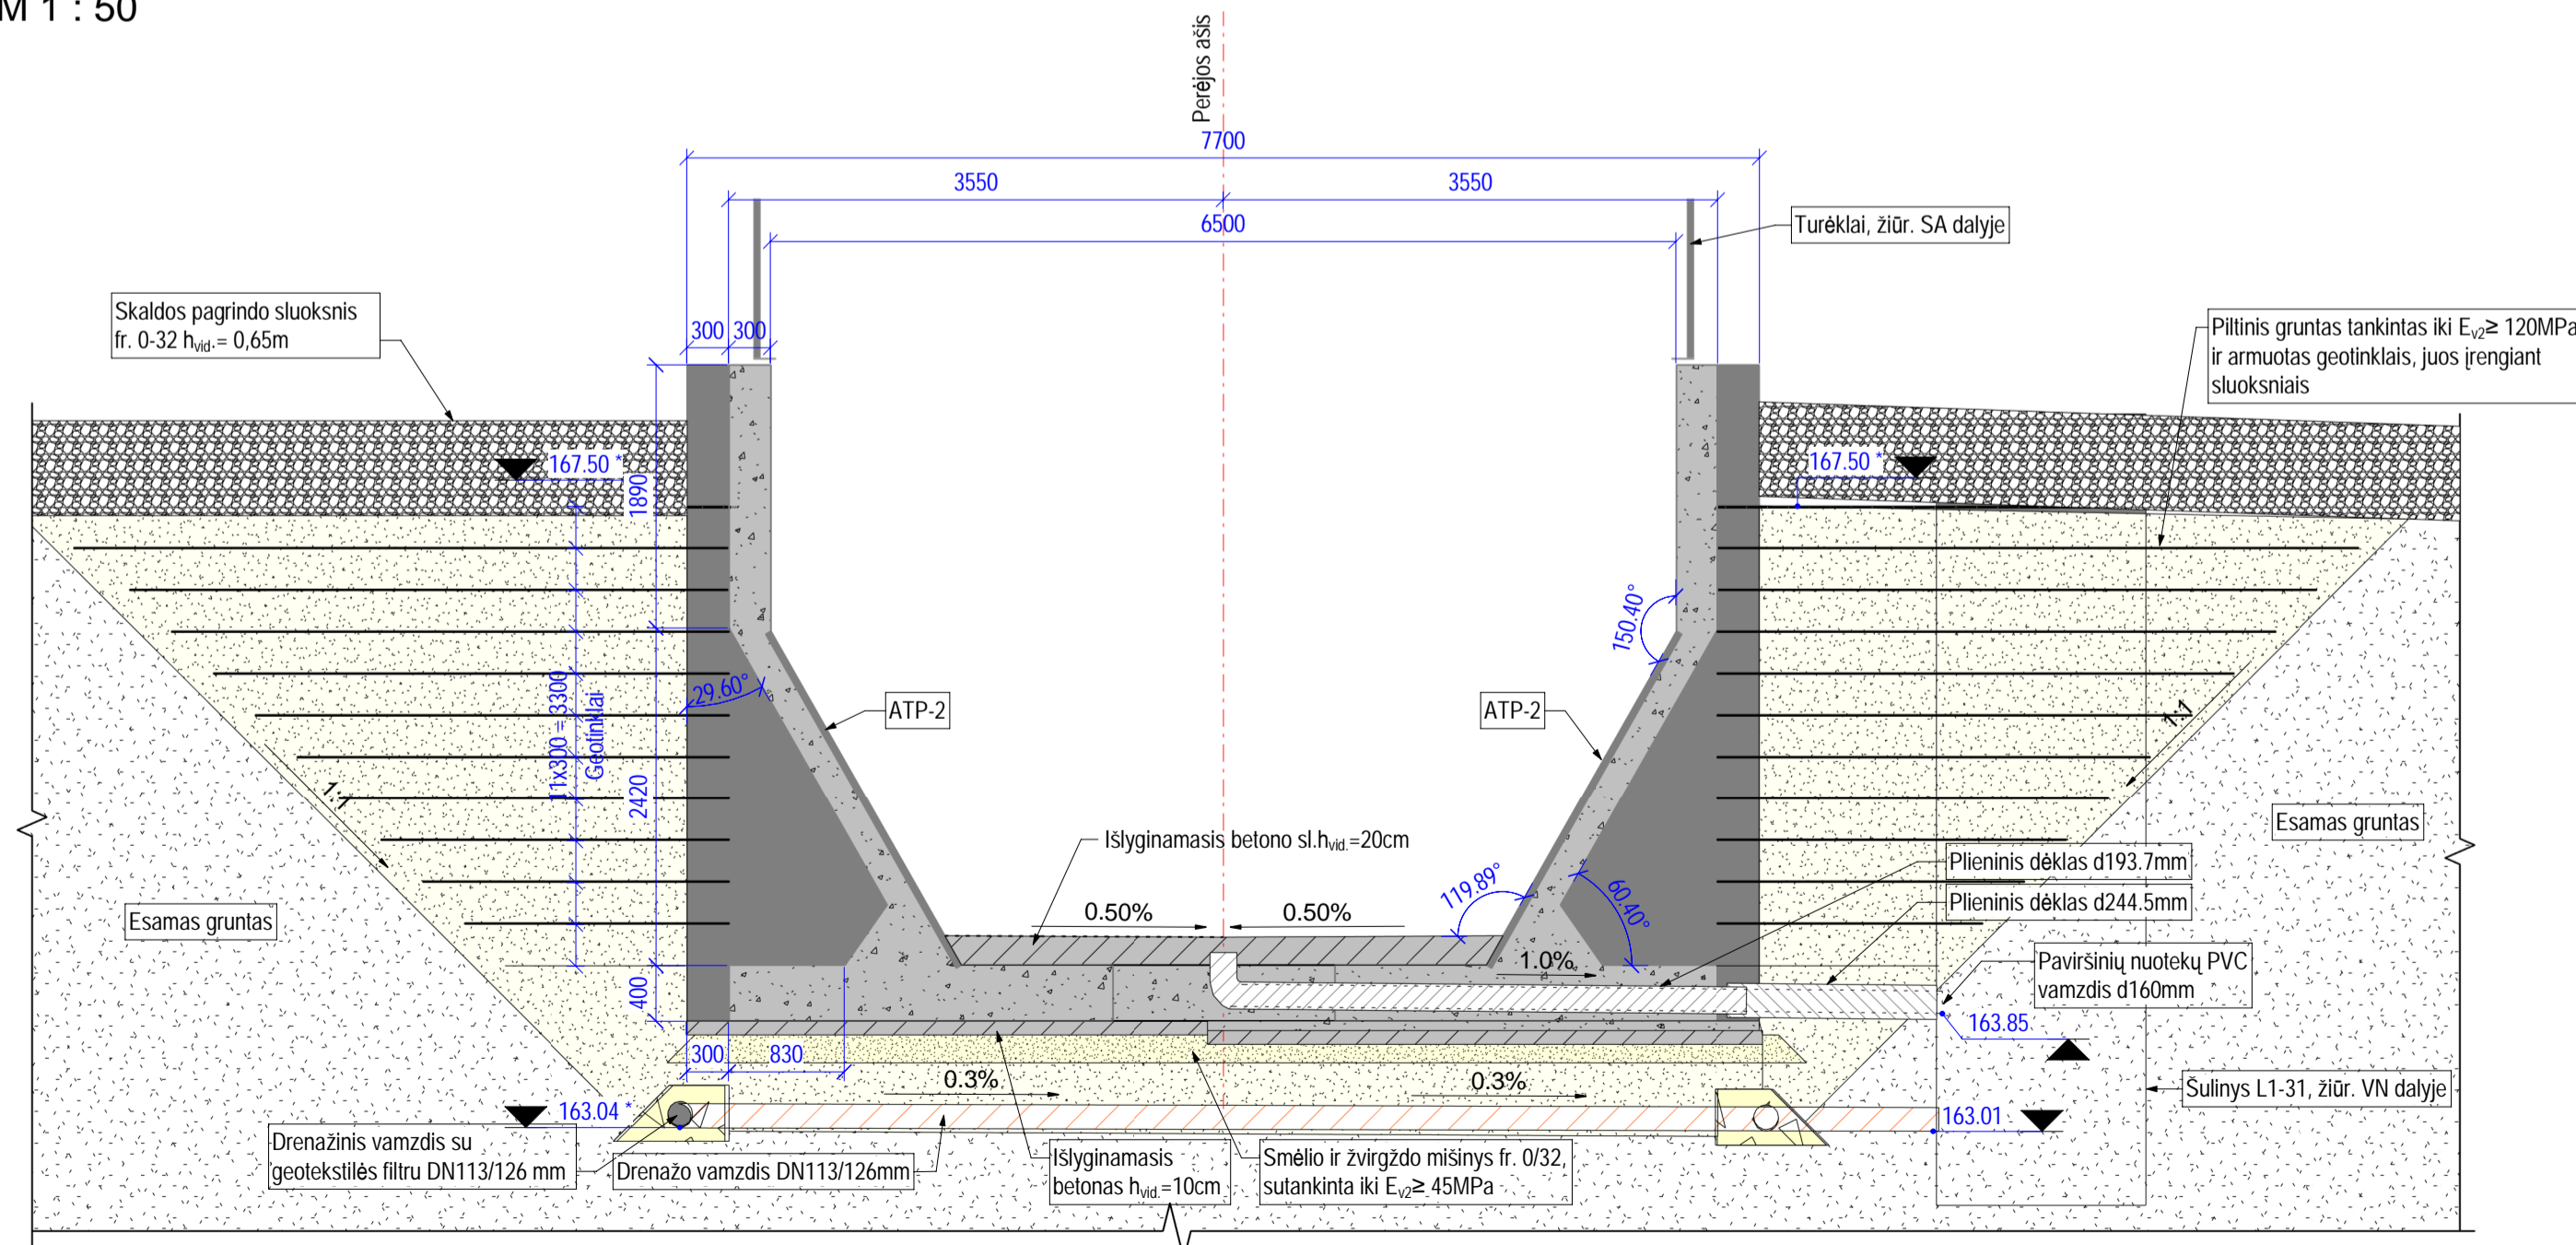 M 1 : 50
Perėjos ašis
7700
3550
3550
6500
Turėklai, žiūr. SA dalyje
Skaldos pagrindo sluoksnis
fr. 0-32 hvid.= 0,65m
300
300
Piltinis gruntas tankintas iki Ev2≥ 120MPa
ir armuotas geotinklais, juos įrengiant
sluoksniais
167.50 *
167.50 *
1890
150.40°
29.60°
ATP-2
ATP-2
11x300 = 3300
Geotinklai
1:1
1:1
2420
Išlyginamasis betono sl.hvid.=20cm
Esamas gruntas
Plieninis dėklas d193.7mm
Plieninis dėklas d244.5mm
119.89°
60.40°
0.50%
0.50%
Esamas gruntas
1.0%
Paviršinių nuotekų PVC
vamzdis d160mm
400
163.85
300
830
0.3%
0.3%
Šulinys L1-31, žiūr. VN dalyje
163.04 *
163.01
Drenažinis vamzdis su
geotekstilės filtru DN113/126 mm
Drenažo vamzdis DN113/126mm
Išlyginamasis
betonas hvid.=10cm
Smėlio ir žvirgždo mišinys fr. 0/32,
sutankinta iki Ev2≥ 45MPa